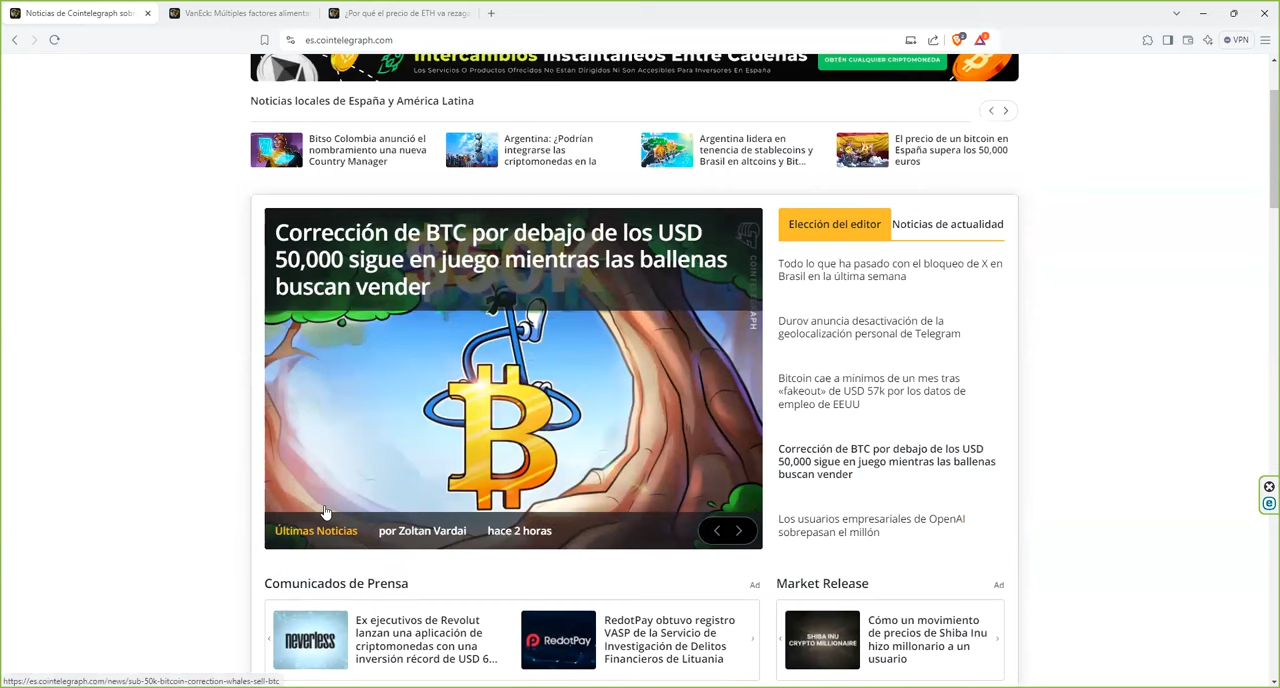 Noticias de Cointelegraph sob
VanEck: Múltiples factores alimenta
¿Por qué el precio de ETH va rezag
es.cointelegraph.com
VPN
Intercambios Instantáneos Entre Cadenas
Los Servicios O Productos Ofrecidos No Están Dirigidos Ni Son Accesibles Para Inversores En España
OBTÉN CUALQUIER CRIPTOMONEDA
Noticias locales de España y América Latina
Bitso Colombia anunció el
nombramiento una nueva
Country Manager
Argentina: ¿Podrían
integrarse las
criptomonedas en la
Argentina lidera en
tenencia de stablecoins y
Brasil en altcoins y Bit...
El precio de un bitcoin en
España supera los 50,000
euros
Corrección de BTC por debajo de los USD
50,000 sigue en juego mientras las ballenas
buscan vender
$50K
COINTELEGRAPH
Últimas Noticias por Zoltan Vardai hace 2 horas
Elección del editor
Noticias de actualidad
Todo lo que ha pasado con el bloqueo de X en
Brasil en la última semana
Durov anuncia desactivación de la
geolocalización personal de Telegram
Bitcoin cae a mínimos de un mes tras
«fakeout» de USD 57k por los datos de
empleo de EEUU
Corrección de BTC por debajo de los USD
50,000 sigue en juego mientras las ballenas
buscan vender
Los usuarios empresariales de OpenAI
sobrepasan el millón
Comunicados de Prensa
Ad
neverless
Ex ejecutivos de Revolut
lanzan una aplicación de
criptomonedas con una
inversión récord de USD 6...
RedotPay
RedotPay obtuvo registro
VASP de la Servicio de
Investigación de Delitos
Financieros de Lituania
Market Release
Ad
SHIBA INU
CRYPTO MILLIONAIRE
Cómo un movimiento
de precios de Shiba Inu
hizo millonario a un
usuario
https://es.cointelegraph.com/news/sub-50k-bitcoin-correction-whales-sell-btc